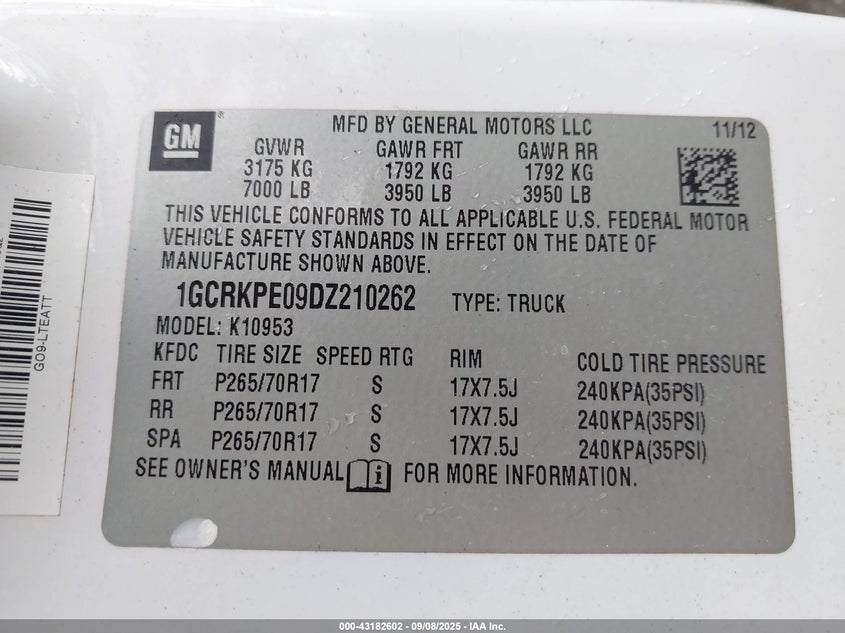 GM
MFD BY GENERAL MOTORS LLC 11/12
GVWR GAWR FRT GAWR RR
3175 KG 1792 KG 1792 KG
7000 LB 3950 LB 3950 LB
THIS VEHICLE CONFORMS TO ALL APPLICABLE U.S. FEDERAL MOTOR
VEHICLE SAFETY STANDARDS IN EFFECT ON THE DATE OF
MANUFACTURE SHOWN ABOVE.
1GCRKPE09DZ210262 TYPE: TRUCK
MODEL: K10953
KFDC TIRE SIZE SPEED RTG RIM COLD TIRE PRESSURE
FRT P265/70R17 S 17X7.5J 240KPA(35PSI)
RR P265/70R17 S 17X7.5J 240KPA(35PSI)
SPA P265/70R17 S 17X7.5J 240KPA(35PSI)
SEE OWNER'S MANUAL i FOR MORE INFORMATION.
GO9-LTEATT
000-43182602 - 09/08/2025 - IAA Inc.